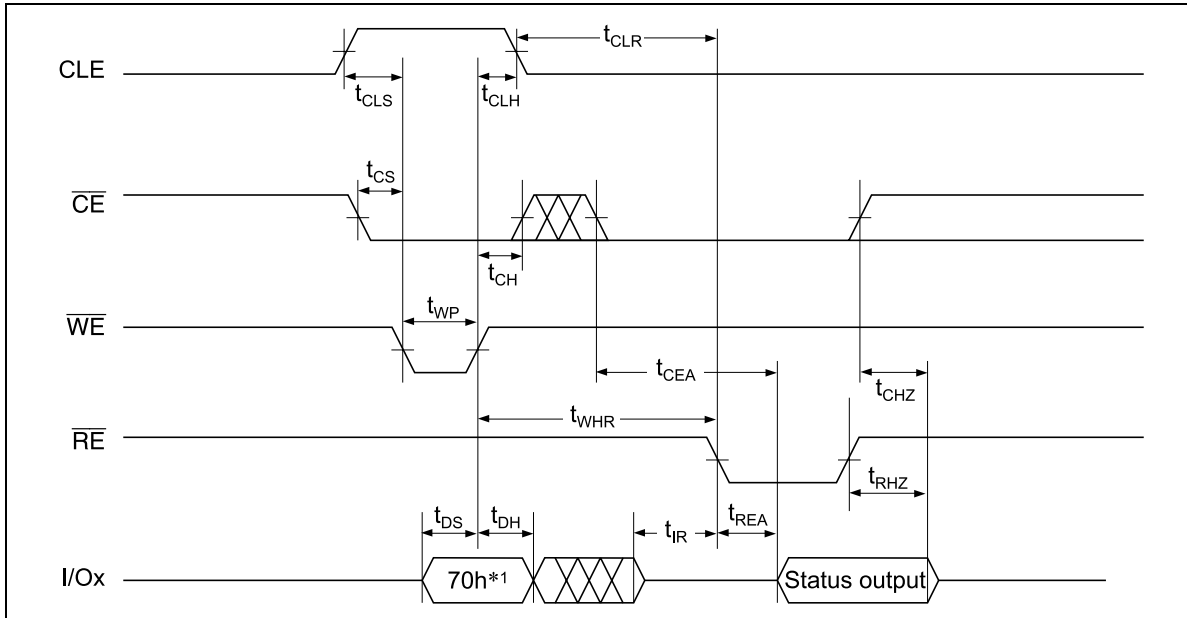 CLE
tCLR
tCLS
tCLH
CE
tCS
tCH
WE
tWP
tCEA
tCHZ
RE
tWHR
tRHZ
tDS
tDH
tIR
tREA
I/Ox
70h*1
Status output